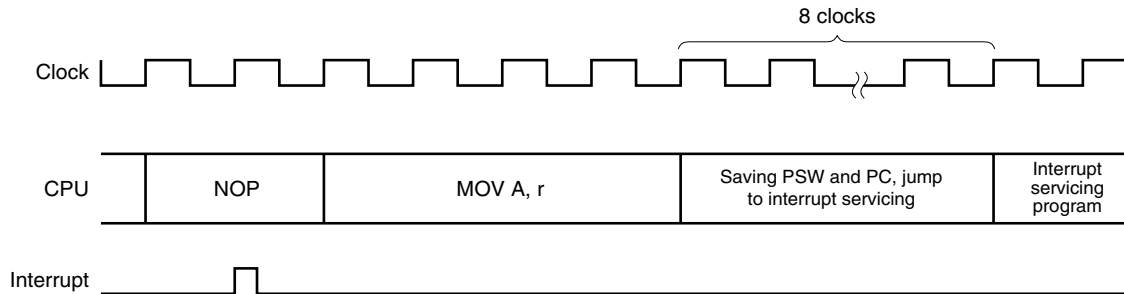 8 clocks
Clock
CPU
NOP
MOV A, r
Saving PSW and PC, jump
to interrupt servicing
Interrupt
servicing
program
Interrupt